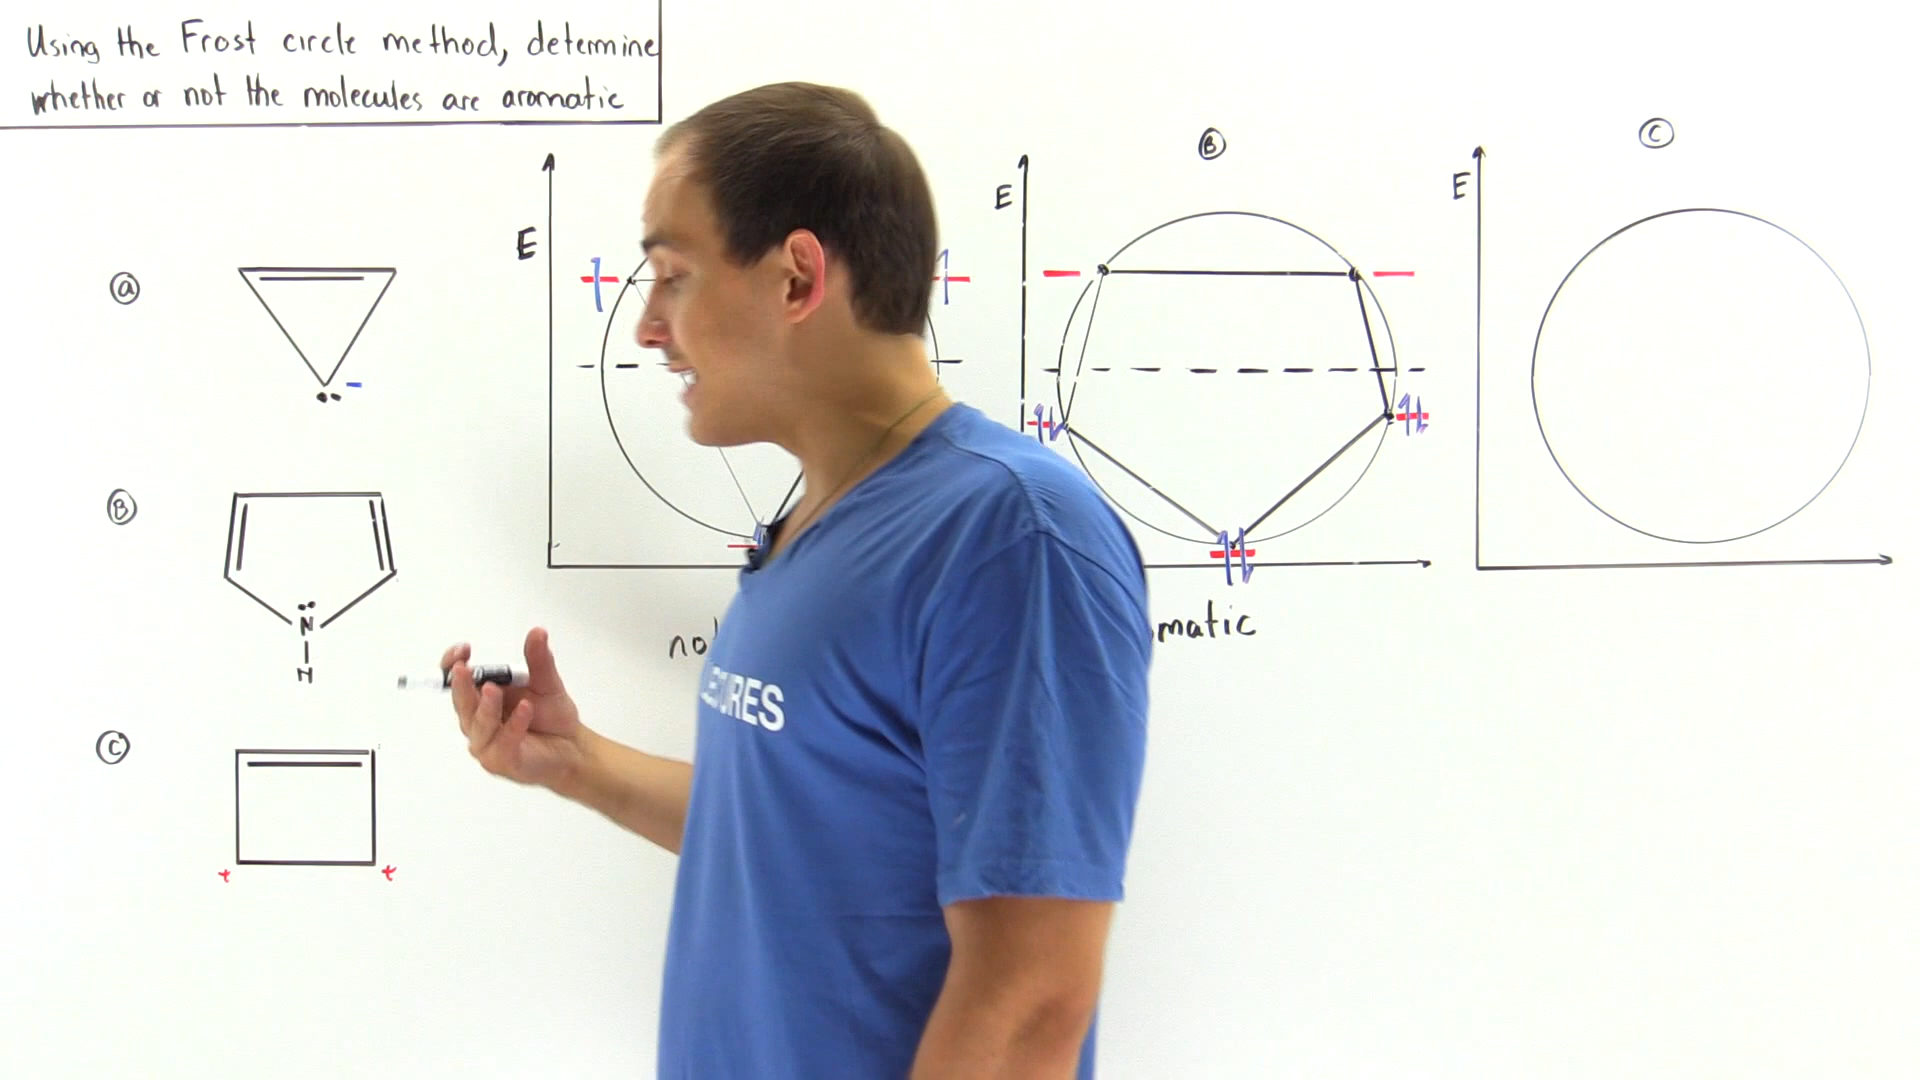 Using the Frost circle method, determine
whether or not the molecules are aromatic
a
B
N
H
C
+ +
E
E
B
E
C
matic